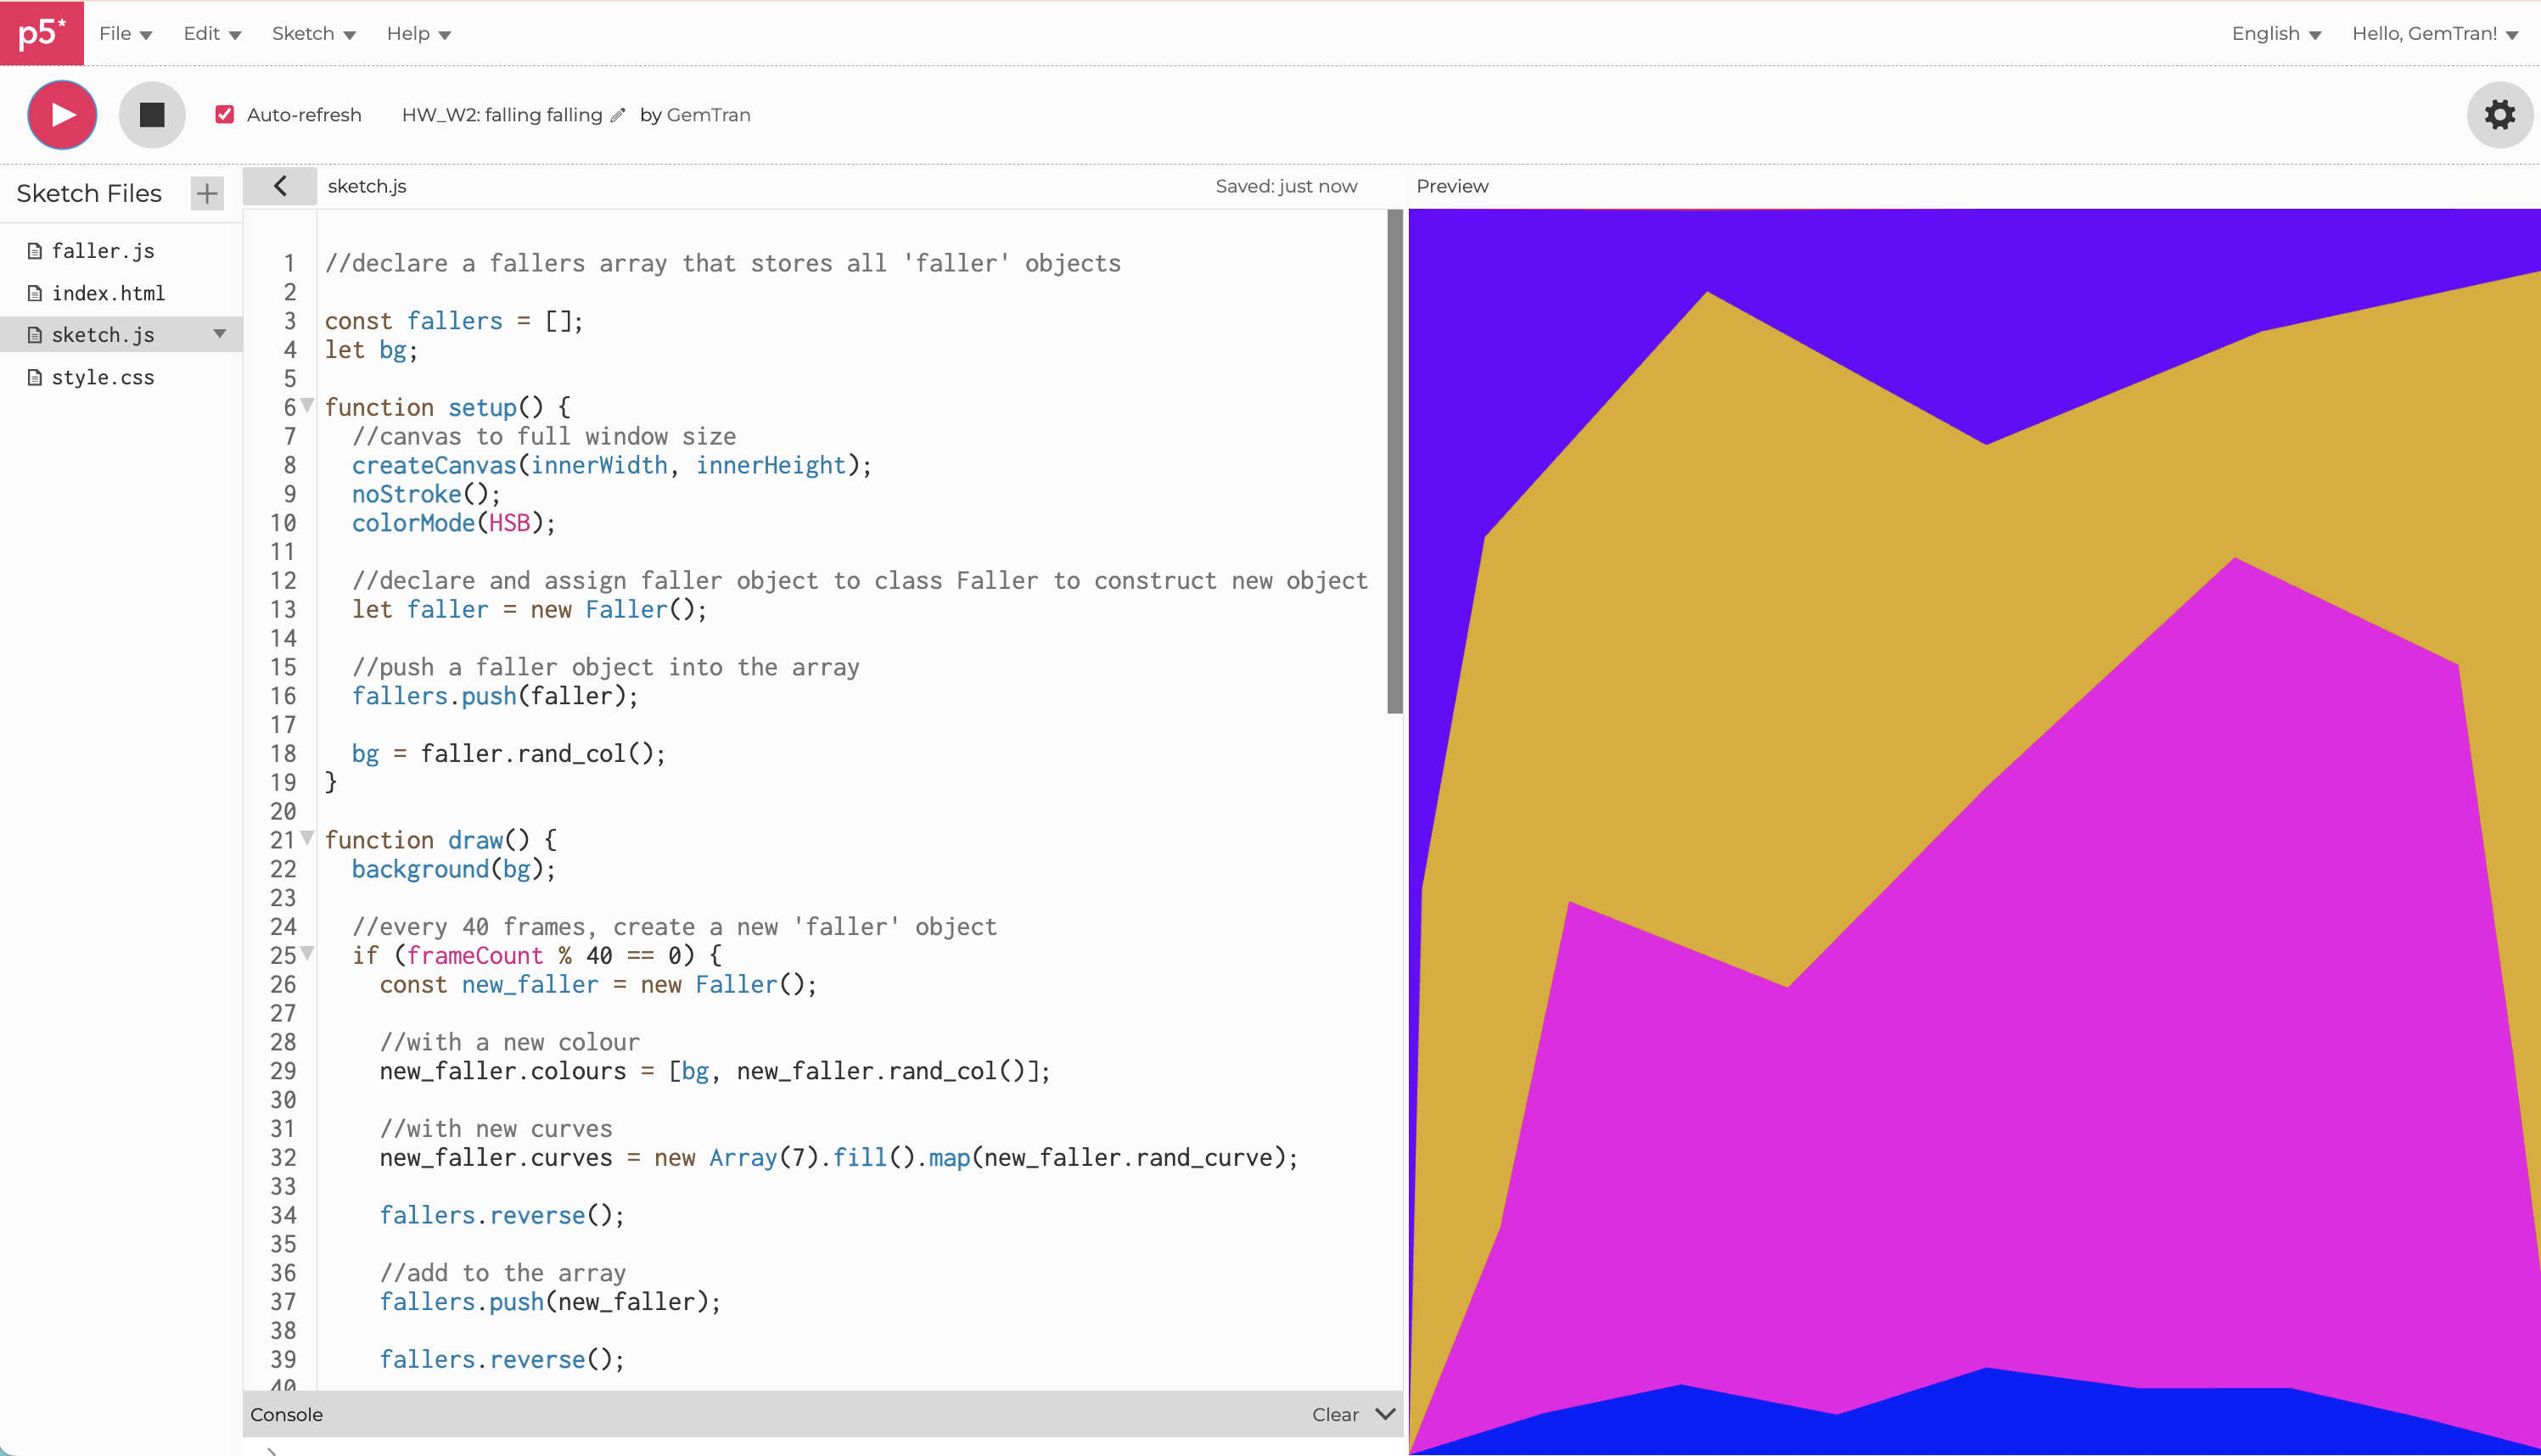 p5* File Edit Sketch Help English Hello, GemTran!
Auto-refresh HW_W2: falling falling by GemTran
Sketch Files
faller.js
index.html
sketch.js
style.css
sketch.js Saved: just now Preview
1 //declare a fallers array that stores all 'faller' objects
2
3 const fallers = [];
4 let bg;
5
6 function setup() {
7 //canvas to full window size
8 createCanvas(innerWidth, innerHeight);
9 noStroke();
10 colorMode(HSB);
11
12 //declare and assign faller object to class Faller to construct new object
13 let faller = new Faller();
14
15 //push a faller object into the array
16 fallers.push(faller);
17
18 bg = faller.rand_col();
19 }
20
21 function draw() {
22 background(bg);
23
24 //every 40 frames, create a new 'faller' object
25 if (frameCount % 40 == 0) {
26 const new_faller = new Faller();
27
28 //with a new colour
29 new_faller.colours = [bg, new_faller.rand_col()];
30
31 //with new curves
32 new_faller.curves = new Array(7).fill().map(new_faller.rand_curve);
33
34 fallers.reverse();
35
36 //add to the array
37 fallers.push(new_faller);
38
39 fallers.reverse();
40
Console Clear